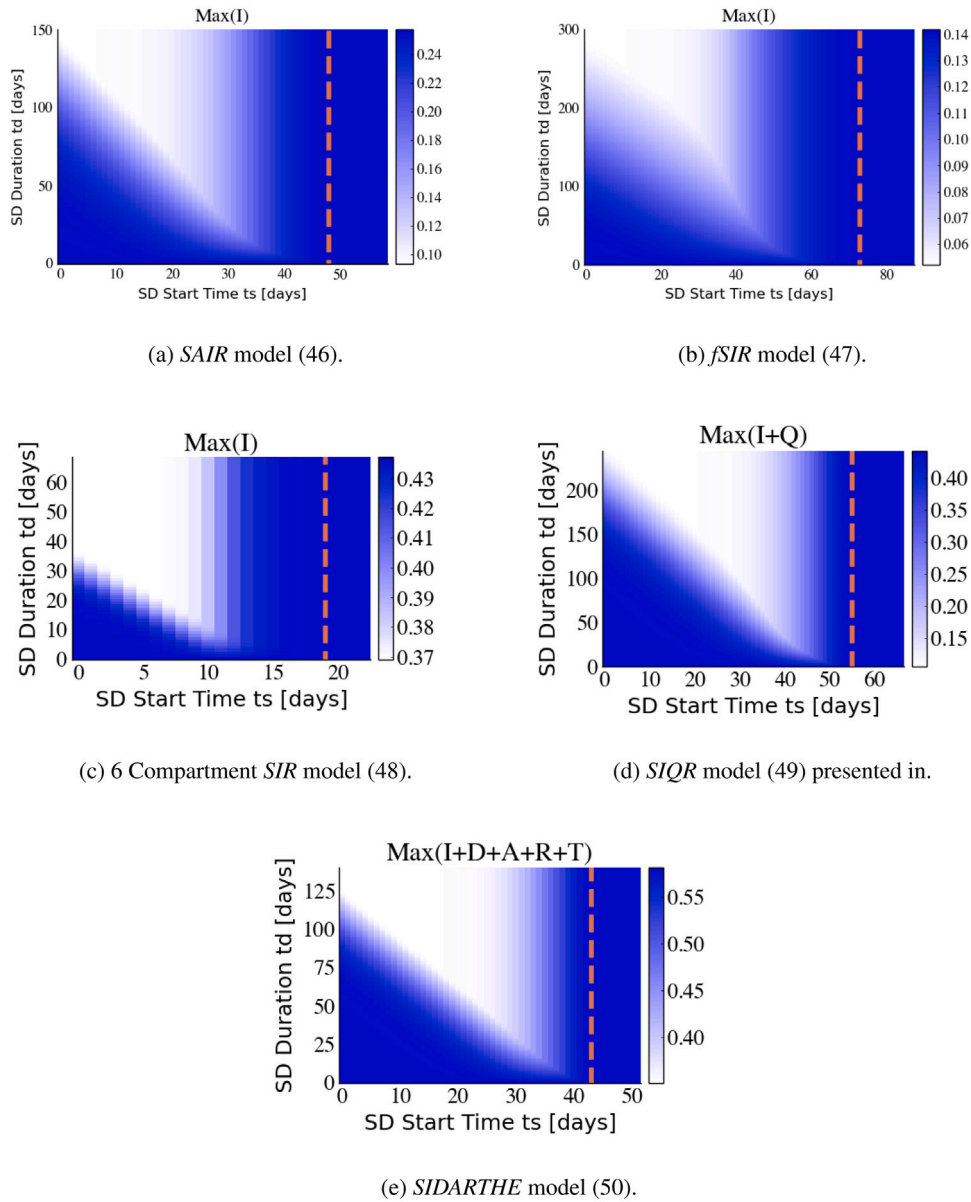 Max(I)
150
100
50
0
SD Duration td [days]
0 10 20 30 40 50
SD Start Time ts [days]
0.24
0.22
0.20
0.18
0.16
0.14
0.12
0.10
(a) SAIR model (46).
Max(I)
300
200
100
0
SD Duration td [days]
0 20 40 60 80
SD Start Time ts [days]
0.14
0.13
0.12
0.11
0.10
0.09
0.08
0.07
0.06
(b) fSIR model (47).
Max(I)
60
50
40
30
20
10
0
SD Duration td [days]
0 5 10 15 20
SD Start Time ts [days]
0.43
0.42
0.41
0.40
0.39
0.38
0.37
(c) 6 Compartment SIR model (48).
Max(I+Q)
200
150
100
50
0
SD Duration td [days]
0 10 20 30 40 50 60
SD Start Time ts [days]
0.40
0.35
0.30
0.25
0.20
0.15
(d) SIQR model (49) presented in.
Max(I+D+A+R+T)
125
100
75
50
25
0
SD Duration td [days]
0 10 20 30 40 50
SD Start Time ts [days]
0.55
0.50
0.45
0.40
(e) SIDARTHE model (50).